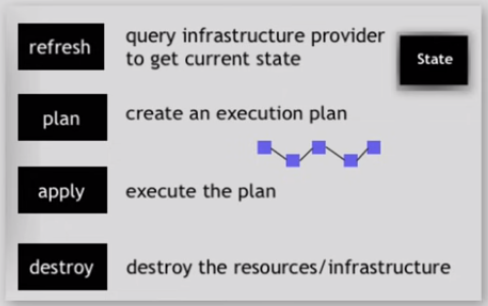 refresh
query infrastructure provider
to get current state
State
plan
create an execution plan
apply
execute the plan
destroy
destroy the resources/infrastructure